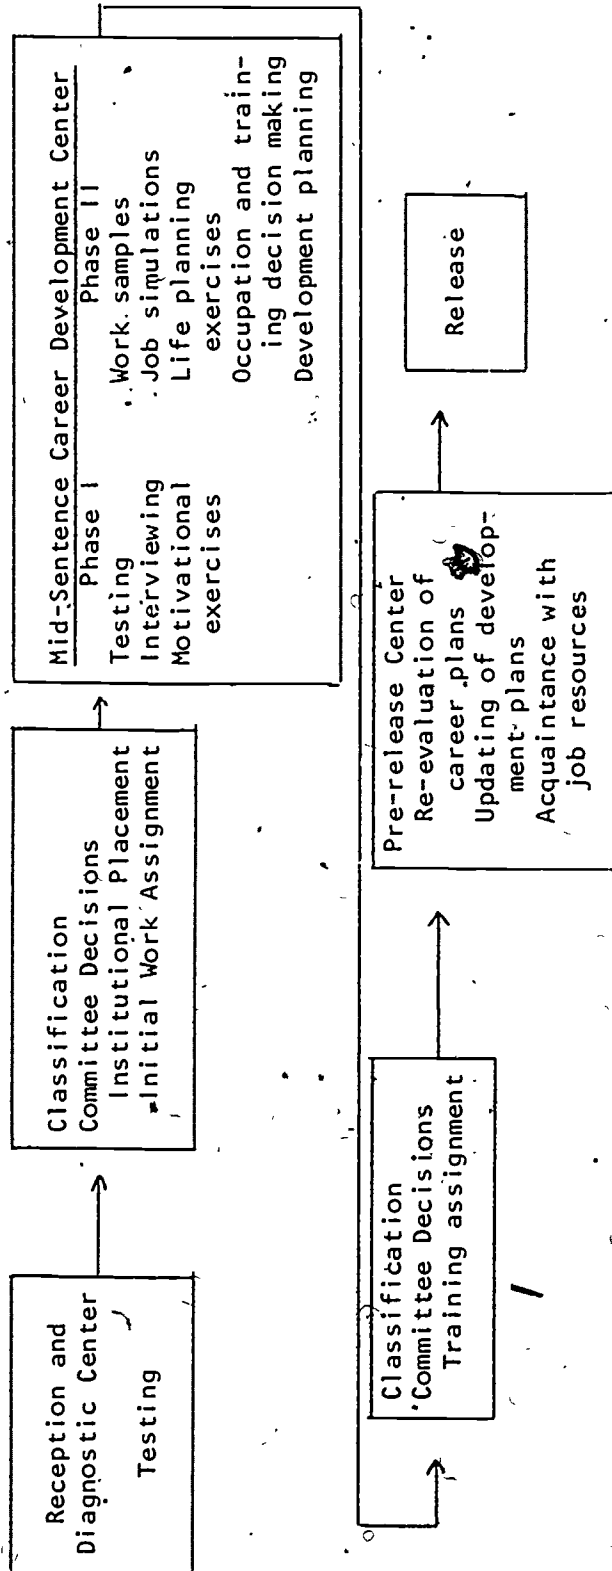 Reception and
Diagnostic Center
Testing
Classification
Committee Decisions
Institutional Placement
Initial Work Assignment
Mid-Sentence Career Development Center
Phase I
Testing
Interviewing
Motivational
exercises
Phase II
Work samples
Job simulations
Life planning
exercises
Occupation and train-
ing decision making
Development planning
Classification
Committee Decisions
Training assignment
Pre-release Center
Re-evaluation of
career plans
Updating of develop-
ment plans
Acquaintance with
job resources
Release